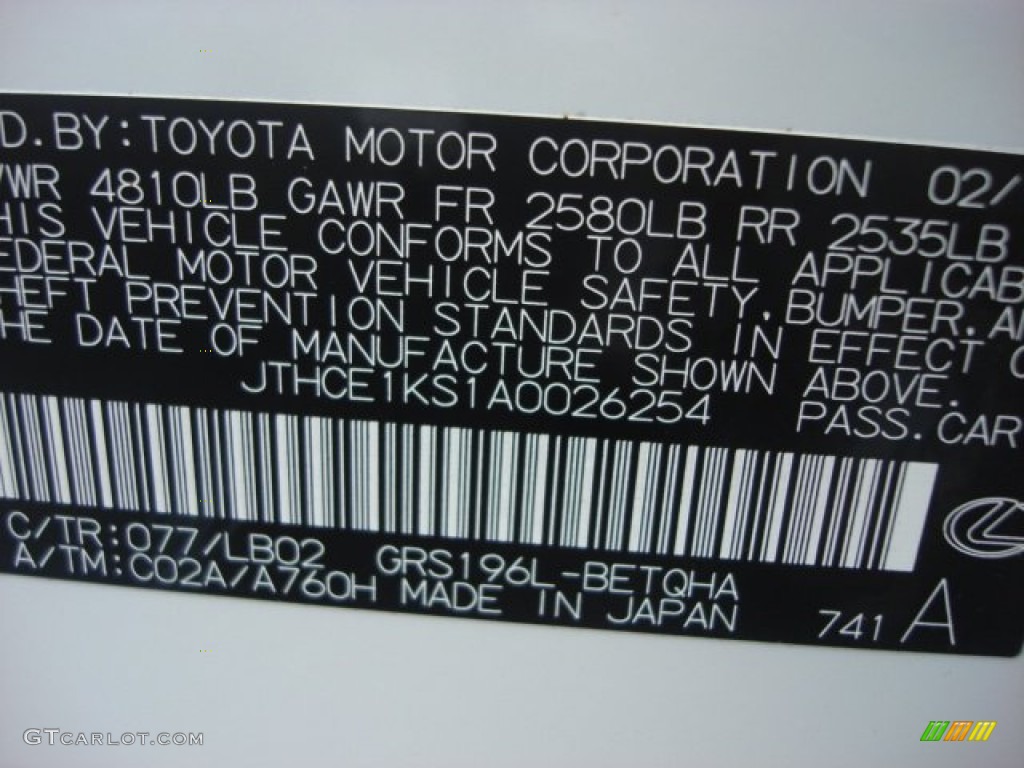 D. BY: TOYOTA MOTOR CORPORATION 02/
VWR 4810LB GAWR FR 2580LB RR 2535LB
HIS VEHICLE CONFORMS TO ALL APPLICAB
EDERAL MOTOR VEHICLE SAFETY, BUMPER, AN
HEFT PREVENTION STANDARDS IN EFFECT O
HE DATE OF MANUFACTURE SHOWN ABOVE.
JTHCE1KS1A0026254 PASS. CAR
C/TR: 077/LB02 GRS196L-BETQHA
A/TM: C02A/A760H MADE IN JAPAN 741 A
GTCARLOT.COM